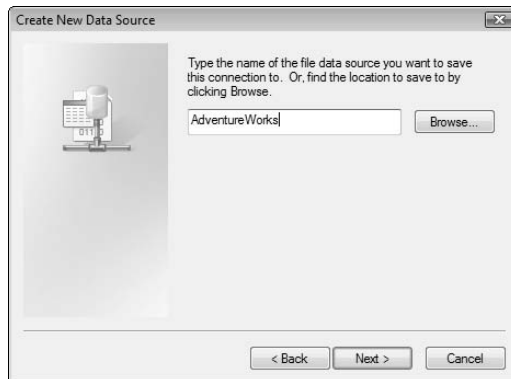 Create New Data Source
Type the name of the file data source you want to save
this connection to. Or, find the location to save to by
clicking Browse.
AdventureWorks
Browse...
< Back
Next >
Cancel